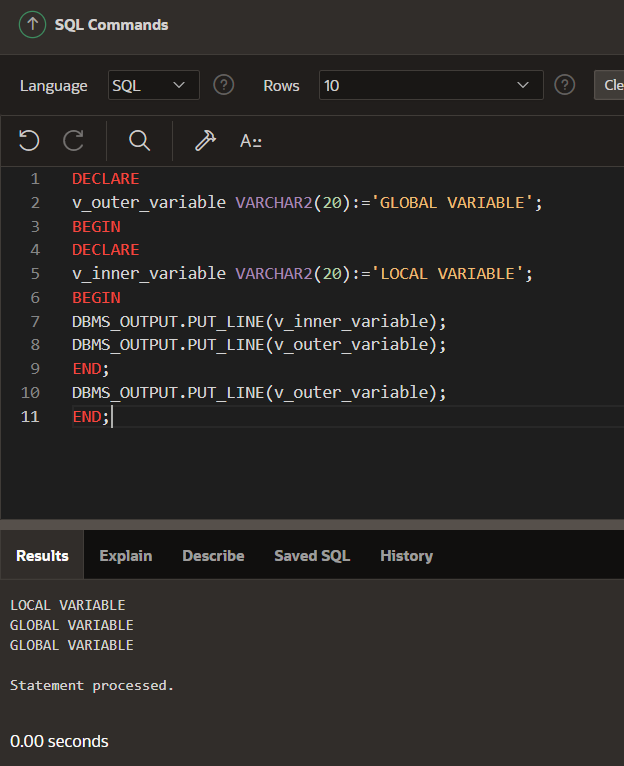 SQL Commands
Language SQL ? Rows 10 ? Cle
A::
1 DECLARE
2 v_outer_variable VARCHAR2(20):='GLOBAL VARIABLE';
3 BEGIN
4 DECLARE
5 v_inner_variable VARCHAR2(20):='LOCAL VARIABLE';
6 BEGIN
7 DBMS_OUTPUT.PUT_LINE(v_inner_variable);
8 DBMS_OUTPUT.PUT_LINE(v_outer_variable);
9 END;
10 DBMS_OUTPUT.PUT_LINE(v_outer_variable);
11 END;
Results Explain Describe Saved SQL History
LOCAL VARIABLE
GLOBAL VARIABLE
GLOBAL VARIABLE
Statement processed.
0.00 seconds